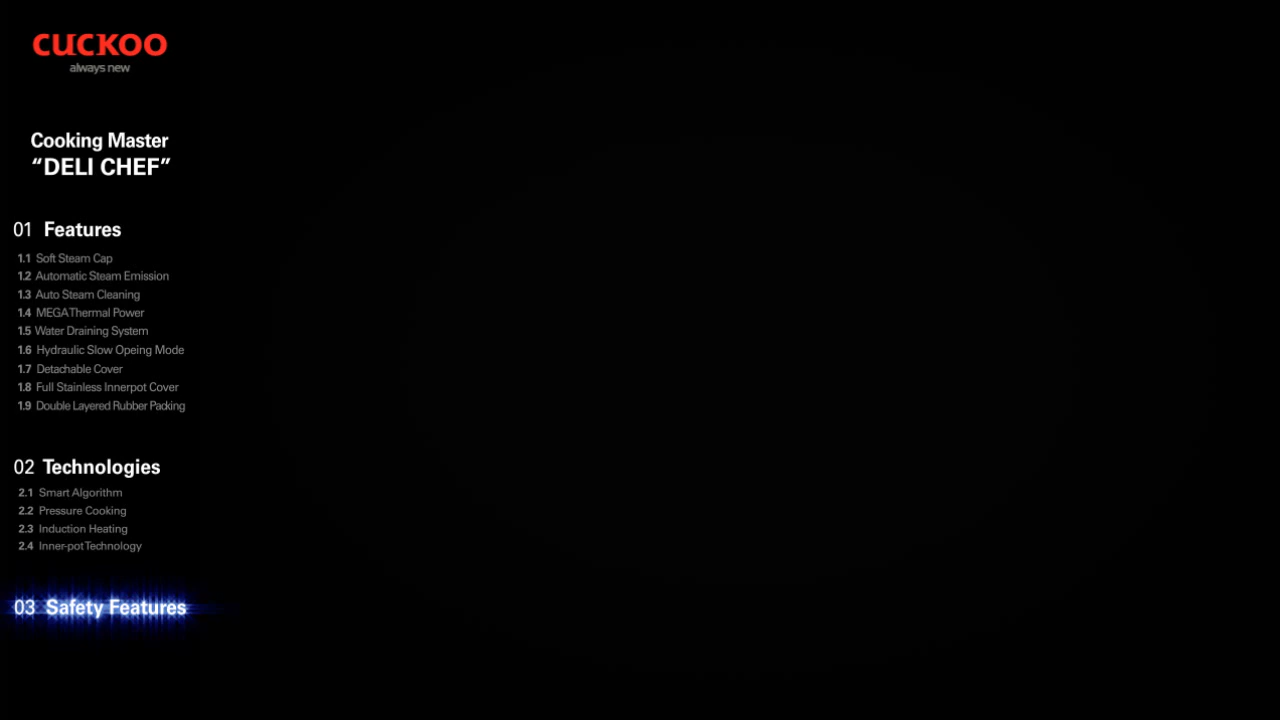 CUCKOO
always new
Cooking Master
“DELI CHEF”
01 Features
1.1 Soft Steam Cap
1.2 Automatic Steam Emission
1.3 Auto Steam Cleaning
1.4 MEGA Thermal Power
1.5 Water Draining System
1.6 Hydraulic Slow Opeing Mode
1.7 Detachable Cover
1.8 Full Stainless Innerpot Cover
1.9 Double Layered Rubber Packing
02 Technologies
2.1 Smart Algorithm
2.2 Pressure Cooking
2.3 Induction Heating
2.4 Inner-pot Technology
03 Safety Features